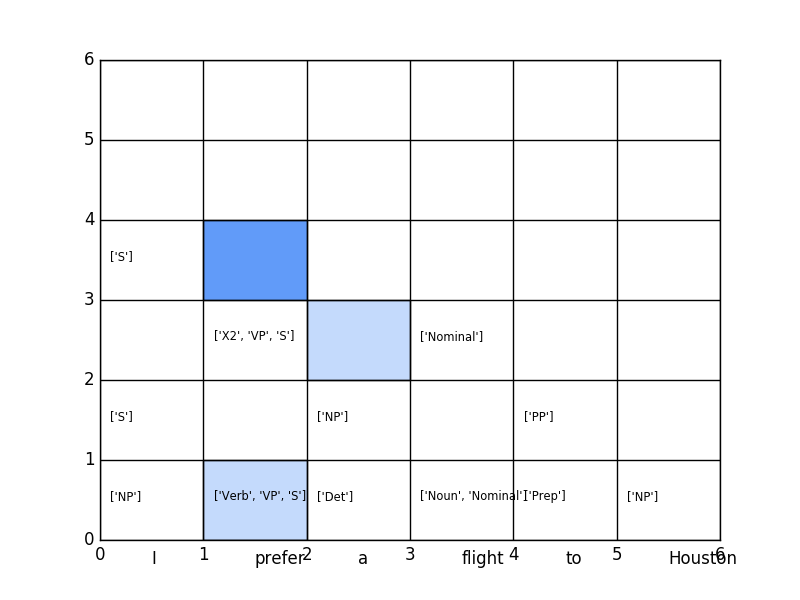 6
5
4
['S']
3
['X2', 'VP', 'S'] ['Nominal']
2
['S'] ['NP'] ['PP']
1
['NP'] ['Verb', 'VP', 'S'] ['Det'] ['Noun', 'Nominal'] ['Prep'] ['NP']
0
0 1 2 3 4 5 6
I prefer a flight to Houston